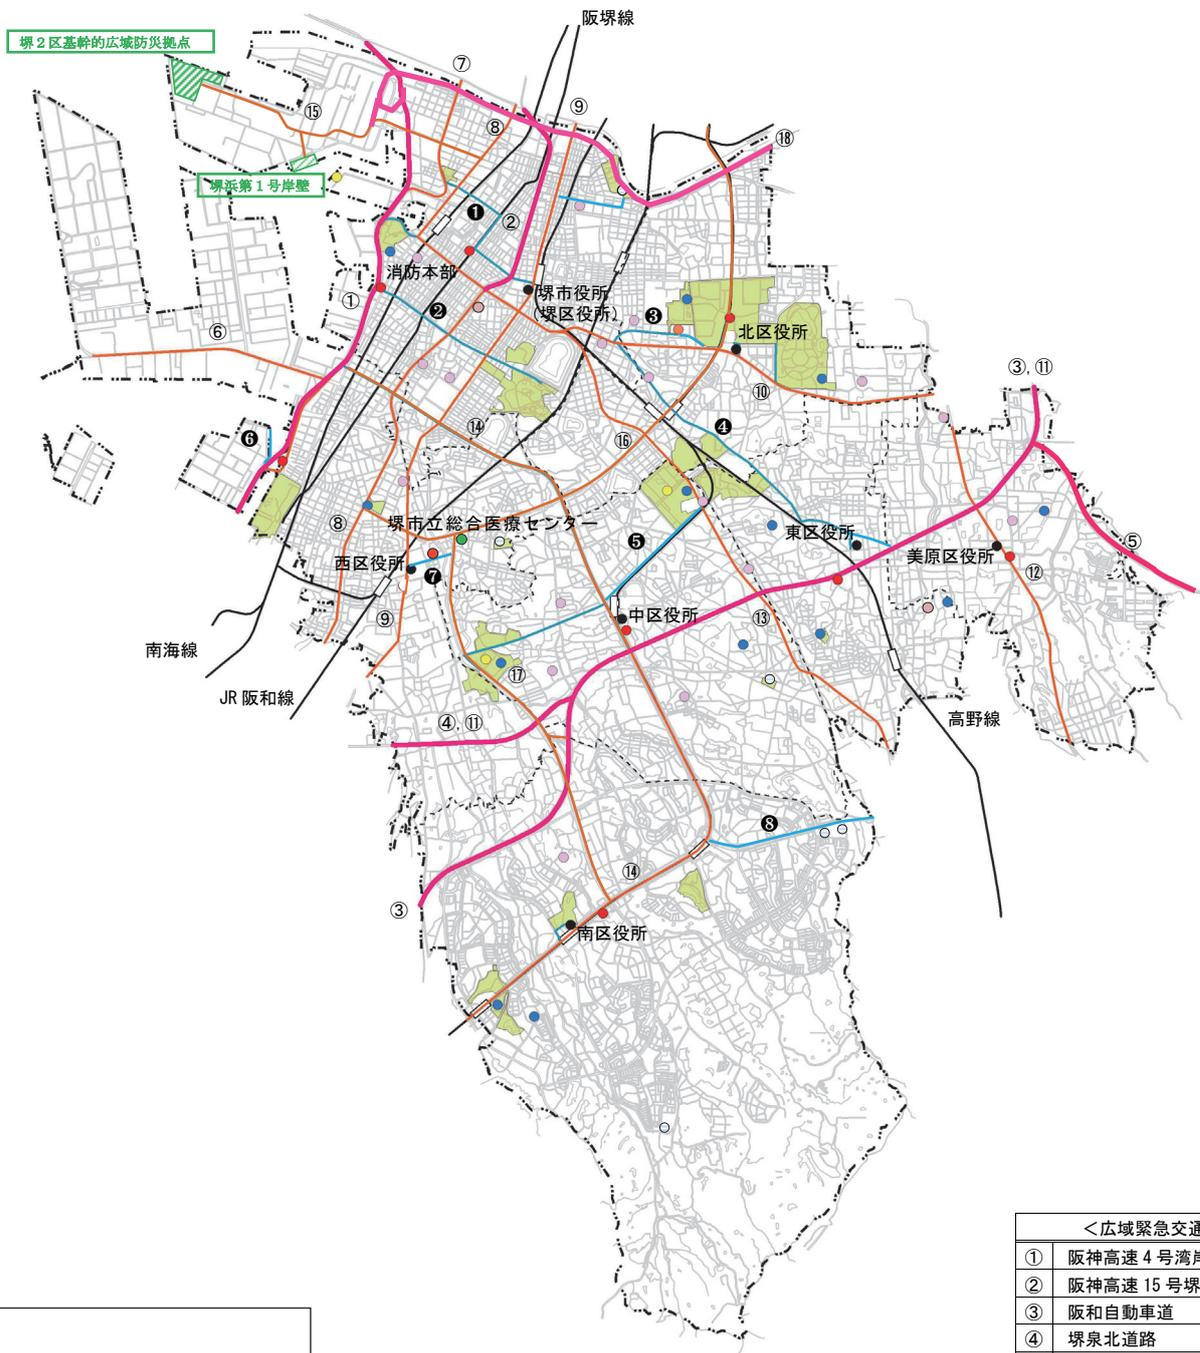 阪堺線
堺２区基幹的広域防災拠点
⑦
⑮
⑧
⑨
⑱
堺浜第１号岸壁
❶
②
消防本部
①
❷
堺市役所
(堺区役所)
❸
北区役所
⑥
③,⑪
⑩
❻
⑭
⑯
❹
⑧
堺市立総合医療センター
❺
東区役所
美原区役所
⑤
西区役所
❼
⑫
⑨
中区役所
⑬
南海線
⑰
JR 阪和線
④,⑪
高野線
❽
⑭
③
南区役所
＜広域緊急交通
① 阪神高速 4 号湾岸
② 阪神高速 15 号堺
③ 阪和自動車道
④ 堺泉北道路